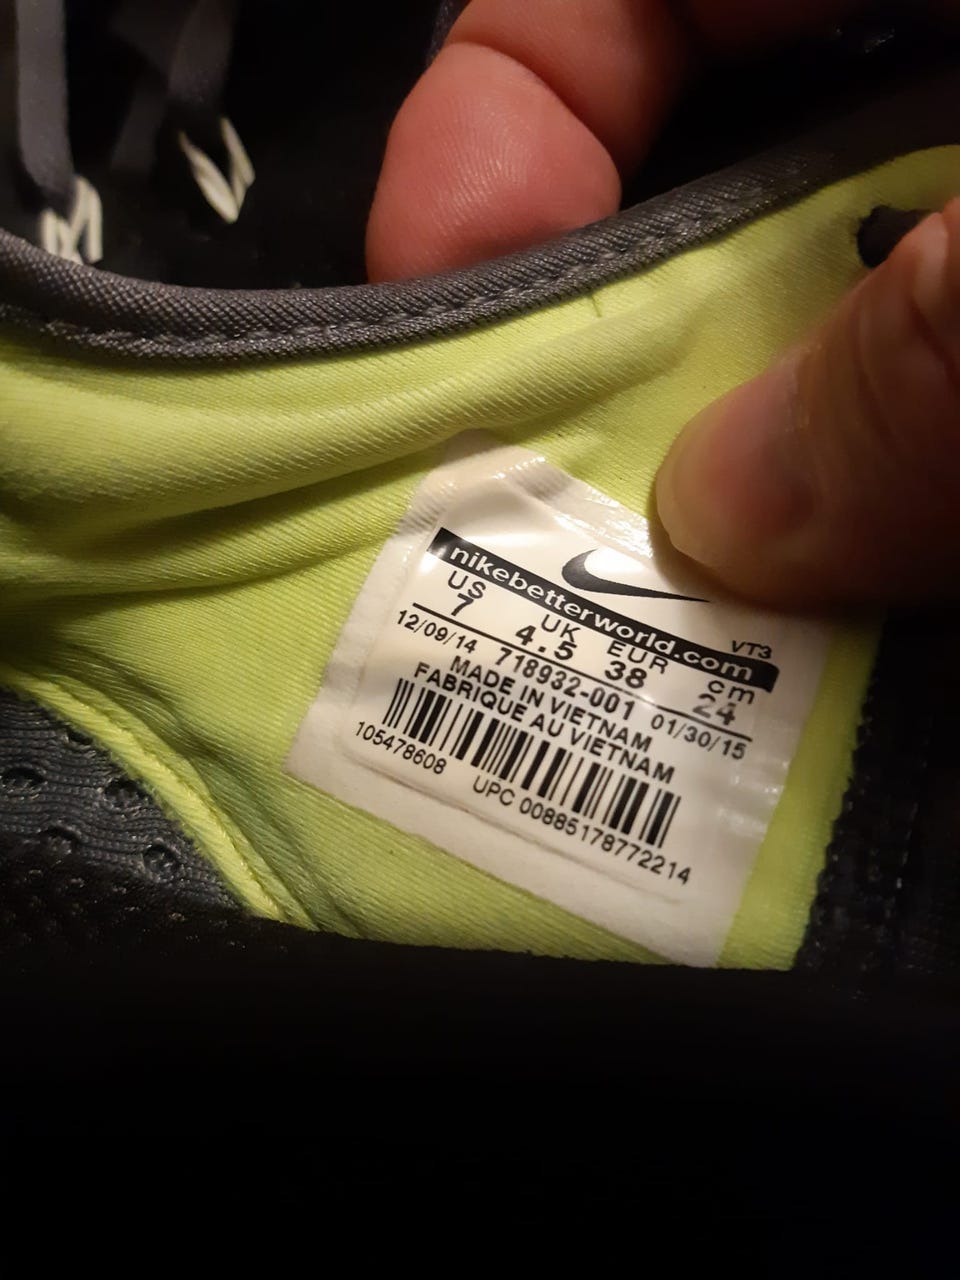 nikebetterworld.com
VT3
US UK EUR cm
7 4.5 38 24
12/09/14 718932-001 01/30/15
MADE IN VIETNAM
FABRIQUE AU VIETNAM
105478608
UPC 00885178772214